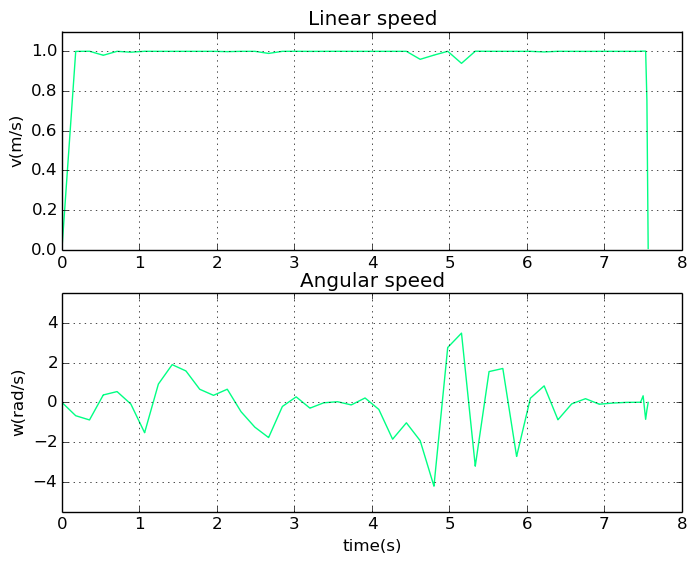 Linear speed
1.0
0.8
0.6
0.4
0.2
0.0
v(m/s)
0 1 2 3 4 5 6 7 8
Angular speed
4
2
0
−2
−4
w(rad/s)
0 1 2 3 4 5 6 7 8
time(s)